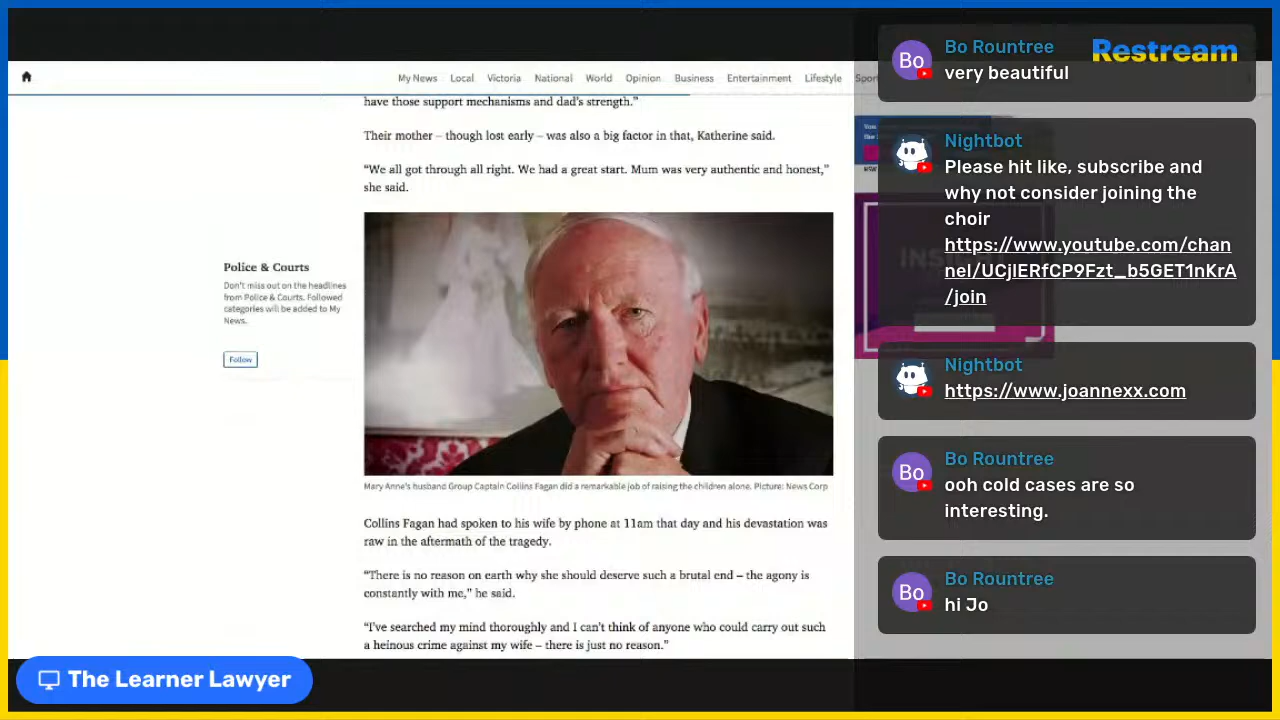 My News Local Victoria National World Opinion Business Entertainment Lifestyle
have those support mechanisms and dad's strength."
Their mother – though lost early – was also a big factor in that, Katherine said.
"We all got through all right. We had a great start. Mum was very authentic and honest,"
she said.
Police & Courts
Don't miss out on the headlines
from Police & Courts. Followed
categories will be added to My
News.
Follow
Mary Anne's husband Group Captain Collins Fagan did a remarkable job of raising the children alone. Picture: News Corp
Collins Fagan had spoken to his wife by phone at 11am that day and his devastation was
raw in the aftermath of the tragedy.
"There is no reason on earth why she should deserve such a brutal end – the agony is
constantly with me," he said.
"I've searched my mind thoroughly and I can't think of anyone who could carry out such
a heinous crime against my wife – there is just no reason."
The Learner Lawyer
Restream
Bo
Bo Rountree
very beautiful
Nightbot
Please hit like, subscribe and
why not consider joining the
choir
https://www.youtube.com/chan
nel/UCjlERfCP9Fzt_b5GET1nKrA
/join
Nightbot
https://www.joannexx.com
Bo
Bo Rountree
ooh cold cases are so
interesting.
Bo
Bo Rountree
hi Jo